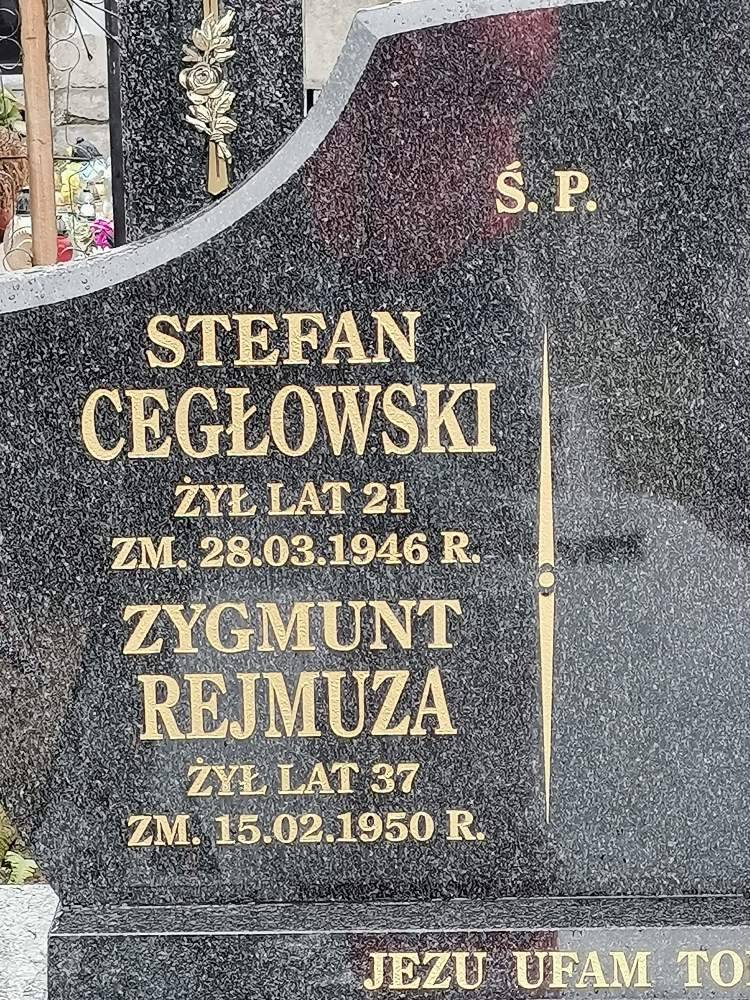 Ś. P.
STEFAN
CEGŁOWSKI
ŻYŁ LAT 21
ZM. 28.03.1946 R.
ZYGMUNT
REJMUZA
ŻYŁ LAT 37
ZM. 15.02.1950 R.
JEZU UFAM TO